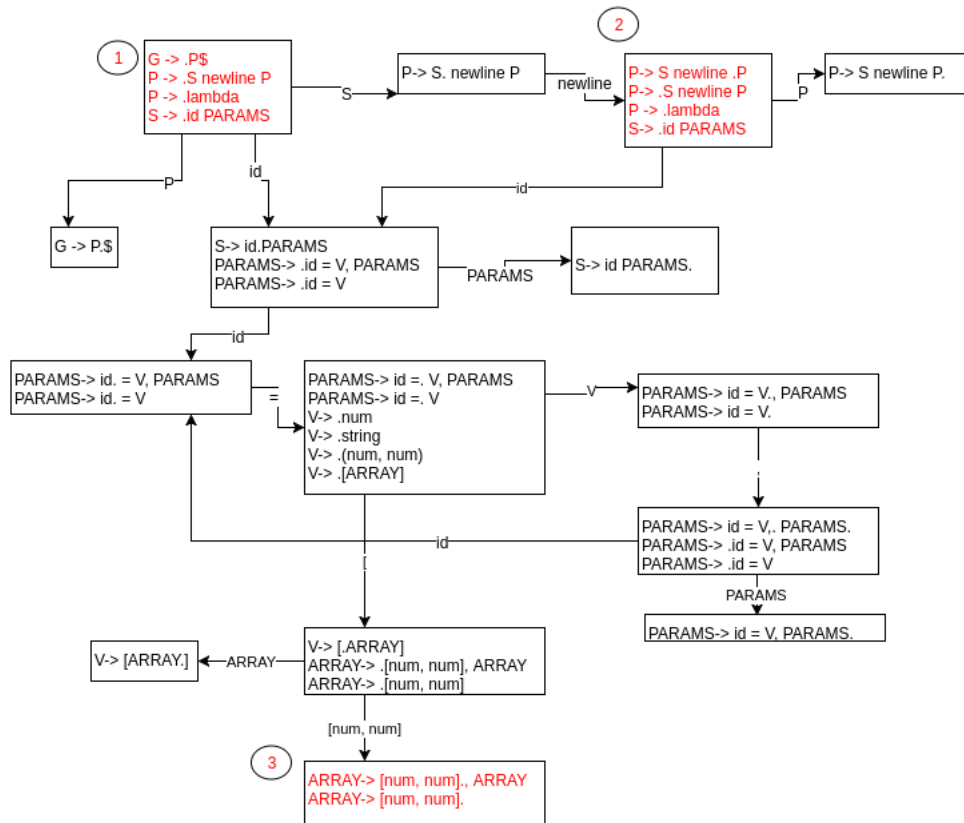 1
G -> .P$
P -> .S newline P
P -> .lambda
S -> .id PARAMS
S
P-> S. newline P
newline
2
P-> S newline .P
P-> .S newline P
P -> .lambda
S-> .id PARAMS
P
P-> S newline P.
P
id
id
G -> P.$
S-> id.PARAMS
PARAMS-> .id = V, PARAMS
PARAMS-> .id = V
PARAMS
S-> id PARAMS.
id
PARAMS-> id. = V, PARAMS
PARAMS-> id. = V
=
PARAMS-> id =. V, PARAMS
PARAMS-> id =. V
V-> .num
V-> .string
V-> .(num, num)
V-> .[ARRAY]
V
PARAMS-> id = V., PARAMS
PARAMS-> id = V.
,
PARAMS-> id = V,. PARAMS.
PARAMS-> .id = V, PARAMS
PARAMS-> .id = V
id
[
PARAMS
PARAMS-> id = V, PARAMS.
V-> [.ARRAY]
ARRAY-> .[num, num], ARRAY
ARRAY-> .[num, num]
ARRAY
V-> [ARRAY.]
[num, num]
3
ARRAY-> [num, num]., ARRAY
ARRAY-> [num, num].